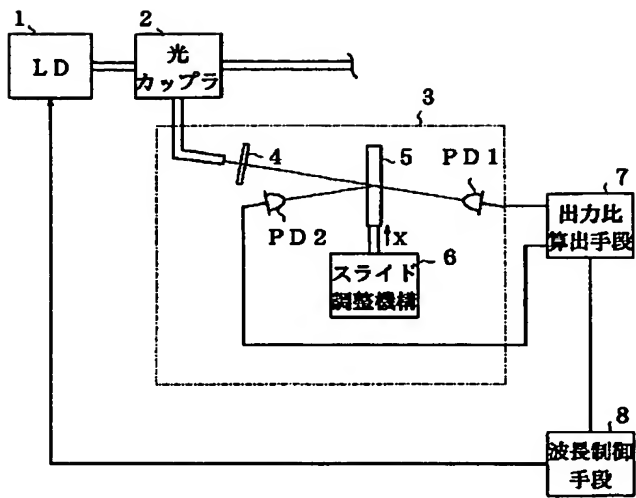 1
LD
2
光
カップラ
3
4
5
PD1
PD2
x
6
スライド
調整機構
7
出力比
算出手段
8
波長制御
手段